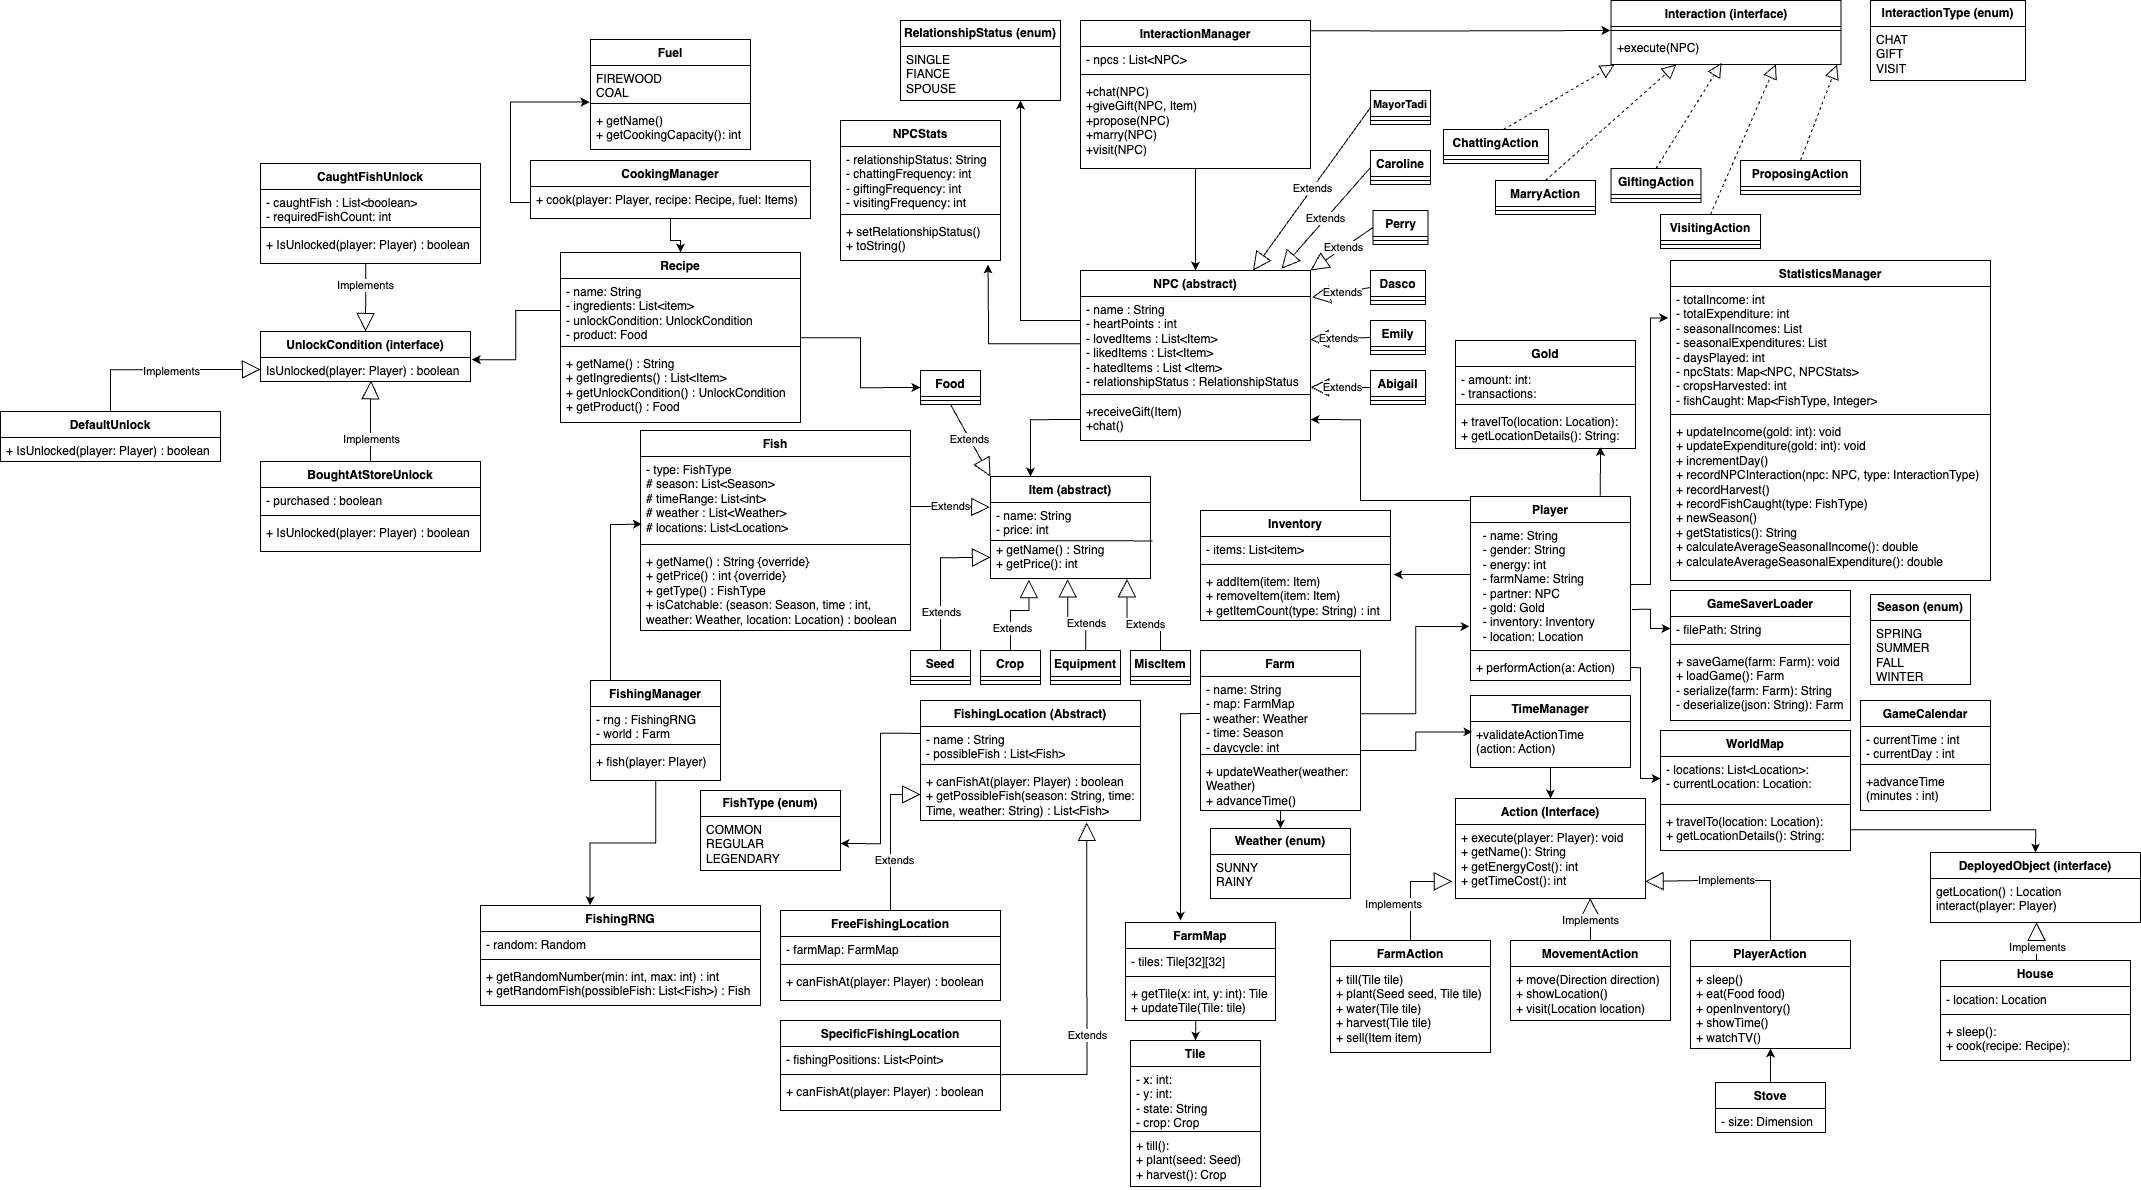 Fuel
FIREWOOD
COAL
+ getName()
+ getCookingCapacity(): int
RelationshipStatus (enum)
SINGLE
FIANCE
SPOUSE
InteractionManager
- npcs : List<NPC>
+chat(NPC)
+giveGift(NPC, Item)
+propose(NPC)
+marry(NPC)
+visit(NPC)
Interaction (interface)
+execute(NPC)
InteractionType (enum)
CHAT
GIFT
VISIT
NPCStats
- relationshipStatus: String
- chattingFrequency: int
- giftingFrequency: int
- visitingFrequency: int
+ setRelationshipStatus()
+ toString()
MayorTadi
Caroline
Perry
Dasco
Emily
Abigail
Extends
Extends
Extends
Extends
Extends
Extends
ChattingAction
MarryAction
GiftingAction
VisitingAction
ProposingAction
CaughtFishUnlock
- caughtFish : List<boolean>
- requiredFishCount: int
+ IsUnlocked(player: Player) : boolean
Implements
CookingManager
+ cook(player: Player, recipe: Recipe, fuel: Items)
Recipe
- name: String
- ingredients: List<item>
- unlockCondition: UnlockCondition
- product: Food
+ getName() : String
+ getIngredients() : List<Item>
+ getUnlockCondition() : UnlockCondition
+ getProduct() : Food
UnlockCondition (interface)
IsUnlocked(player: Player) : boolean
Implements
DefaultUnlock
+ IsUnlocked(player: Player) : boolean
Implements
BoughtAtStoreUnlock
- purchased : boolean
+ IsUnlocked(player: Player) : boolean
NPC (abstract)
- name : String
- heartPoints : int
- lovedItems : List<Item>
- likedItems : List<Item>
- hatedItems : List <Item>
- relationshipStatus : RelationshipStatus
+receiveGift(Item)
+chat()
Food
Extends
StatisticsManager
- totalIncome: int
- totalExpenditure: int
- seasonalIncomes: List
- seasonalExpenditures: List
- daysPlayed: int
- npcStats: Map<NPC, NPCStats>
- cropsHarvested: int
- fishCaught: Map<FishType, Integer>
+ updateIncome(gold: int): void
+ updateExpenditure(gold: int): void
+ incrementDay()
+ recordNPCInteraction(npc: NPC, type: InteractionType)
+ recordHarvest()
+ recordFishCaught(type: FishType)
+ newSeason()
+ getStatistics(): String
+ calculateAverageSeasonalIncome(): double
+ calculateAverageSeasonalExpenditure(): double
Gold
- amount: int:
- transactions:
+ travelTo(location: Location):
+ getLocationDetails(): String:
Fish
- type: FishType
# season: List<Season>
# timeRange: List<int>
# weather : List<Weather>
# locations: List<Location>
+ getName() : String {override}
+ getPrice() : int {override}
+ getType() : FishType
+ isCatchable: (season: Season, time : int,
weather: Weather, location: Location) : boolean
Extends
Item (abstract)
- name: String
- price: int
+ getName() : String
+ getPrice(): int
Extends
Extends
Extends
Extends
Seed
Crop
Equipment
MiscItem
Inventory
- items: List<item>
+ addItem(item: Item)
+ removeItem(item: Item)
+ getItemCount(type: String) : int
Player
- name: String
- gender: String
- energy: int
- farmName: String
- partner: NPC
- gold: Gold
- inventory: Inventory
- location: Location
+ performAction(a: Action)
GameSaverLoader
- filePath: String
+ saveGame(farm: Farm): void
+ loadGame(): Farm
- serialize(farm: Farm): String
- deserialize(json: String): Farm
Season (enum)
SPRING
SUMMER
FALL
WINTER
Farm
- name: String
- map: FarmMap
- weather: Weather
- time: Season
- daycycle: int
+ updateWeather(weather:
Weather)
+ advanceTime()
TimeManager
+validateActionTime
(action: Action)
GameCalendar
- currentTime : int
- currentDay : int
+advanceTime
(minutes : int)
WorldMap
- locations: List<Location>:
- currentLocation: Location:
+ travelTo(location: Location):
+ getLocationDetails(): String:
FishingManager
- rng : FishingRNG
- world : Farm
+ fish(player: Player)
FishingLocation (Abstract)
- name : String
- possibleFish : List<Fish>
+ canFishAt(player: Player) : boolean
+ getPossibleFish(season: String, time:
Time, weather: String) : List<Fish>
FishType (enum)
COMMON
REGULAR
LEGENDARY
Extends
Weather (enum)
SUNNY
RAINY
Action (Interface)
+ execute(player: Player): void
+ getName(): String
+ getEnergyCost(): int
+ getTimeCost(): int
Implements
Implements
Implements
DeployedObject (interface)
getLocation() : Location
interact(player: Player)
Implements
FishingRNG
- random: Random
+ getRandomNumber(min: int, max: int) : int
+ getRandomFish(possibleFish: List<Fish>) : Fish
FreeFishingLocation
- farmMap: FarmMap
+ canFishAt(player: Player) : boolean
SpecificFishingLocation
- fishingPositions: List<Point>
+ canFishAt(player: Player) : boolean
Extends
FarmMap
- tiles: Tile[32][32]
+ getTile(x: int, y: int): Tile
+ updateTile(Tile: tile)
Tile
- x: int:
- y: int:
- state: String
- crop: Crop
+ till():
+ plant(seed: Seed)
+ harvest(): Crop
FarmAction
+ till(Tile tile)
+ plant(Seed seed, Tile tile)
+ water(Tile tile)
+ harvest(Tile tile)
+ sell(Item item)
MovementAction
+ move(Direction direction)
+ showLocation()
+ visit(Location location)
PlayerAction
+ sleep()
+ eat(Food food)
+ openInventory()
+ showTime()
+ watchTV()
House
- location: Location
+ sleep():
+ cook(recipe: Recipe):
Stove
- size: Dimension